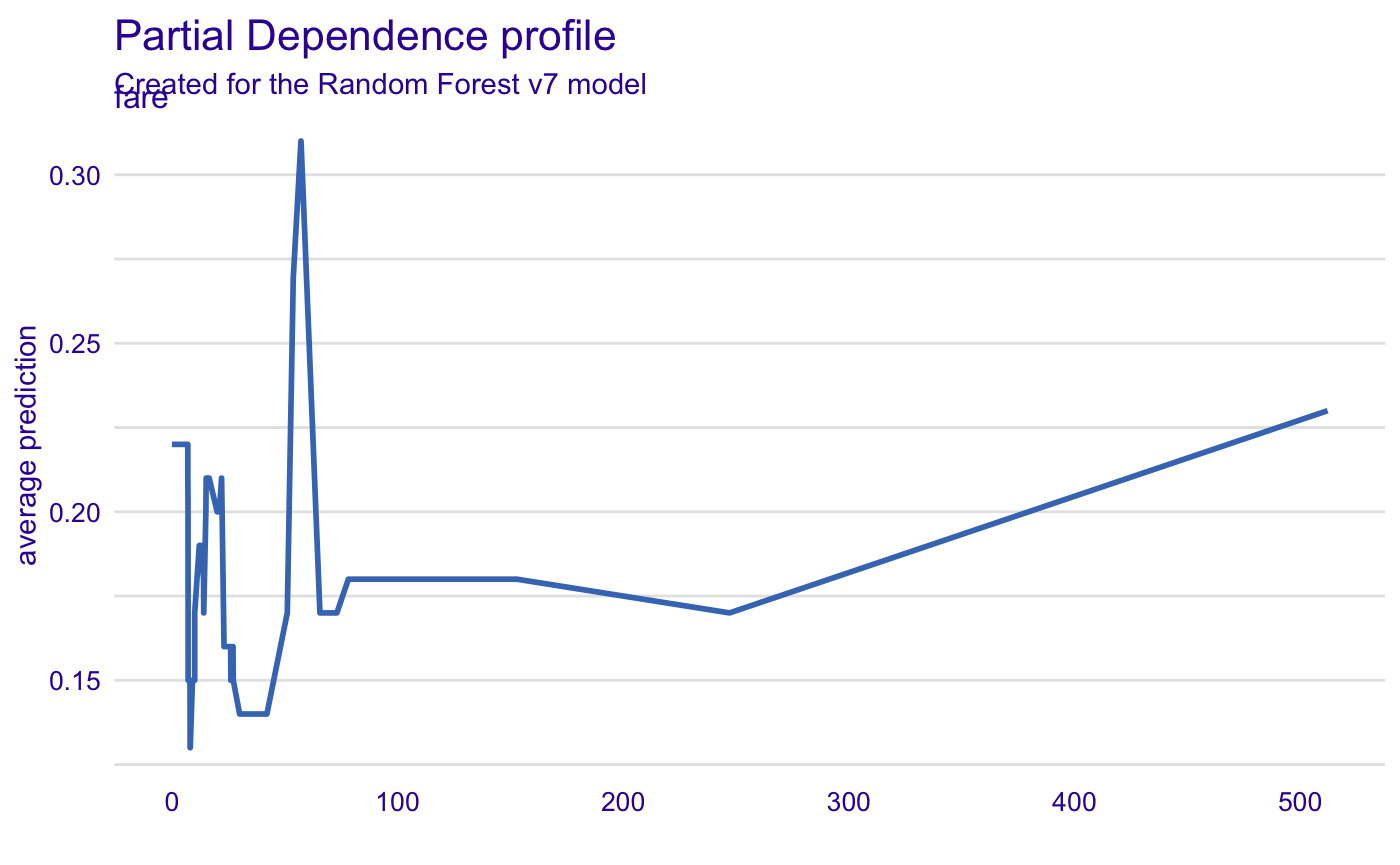 Partial Dependence profile
Created for the Random Forest v7 model
fare
average prediction
0.30
0.25
0.20
0.15
0 100 200 300 400 500